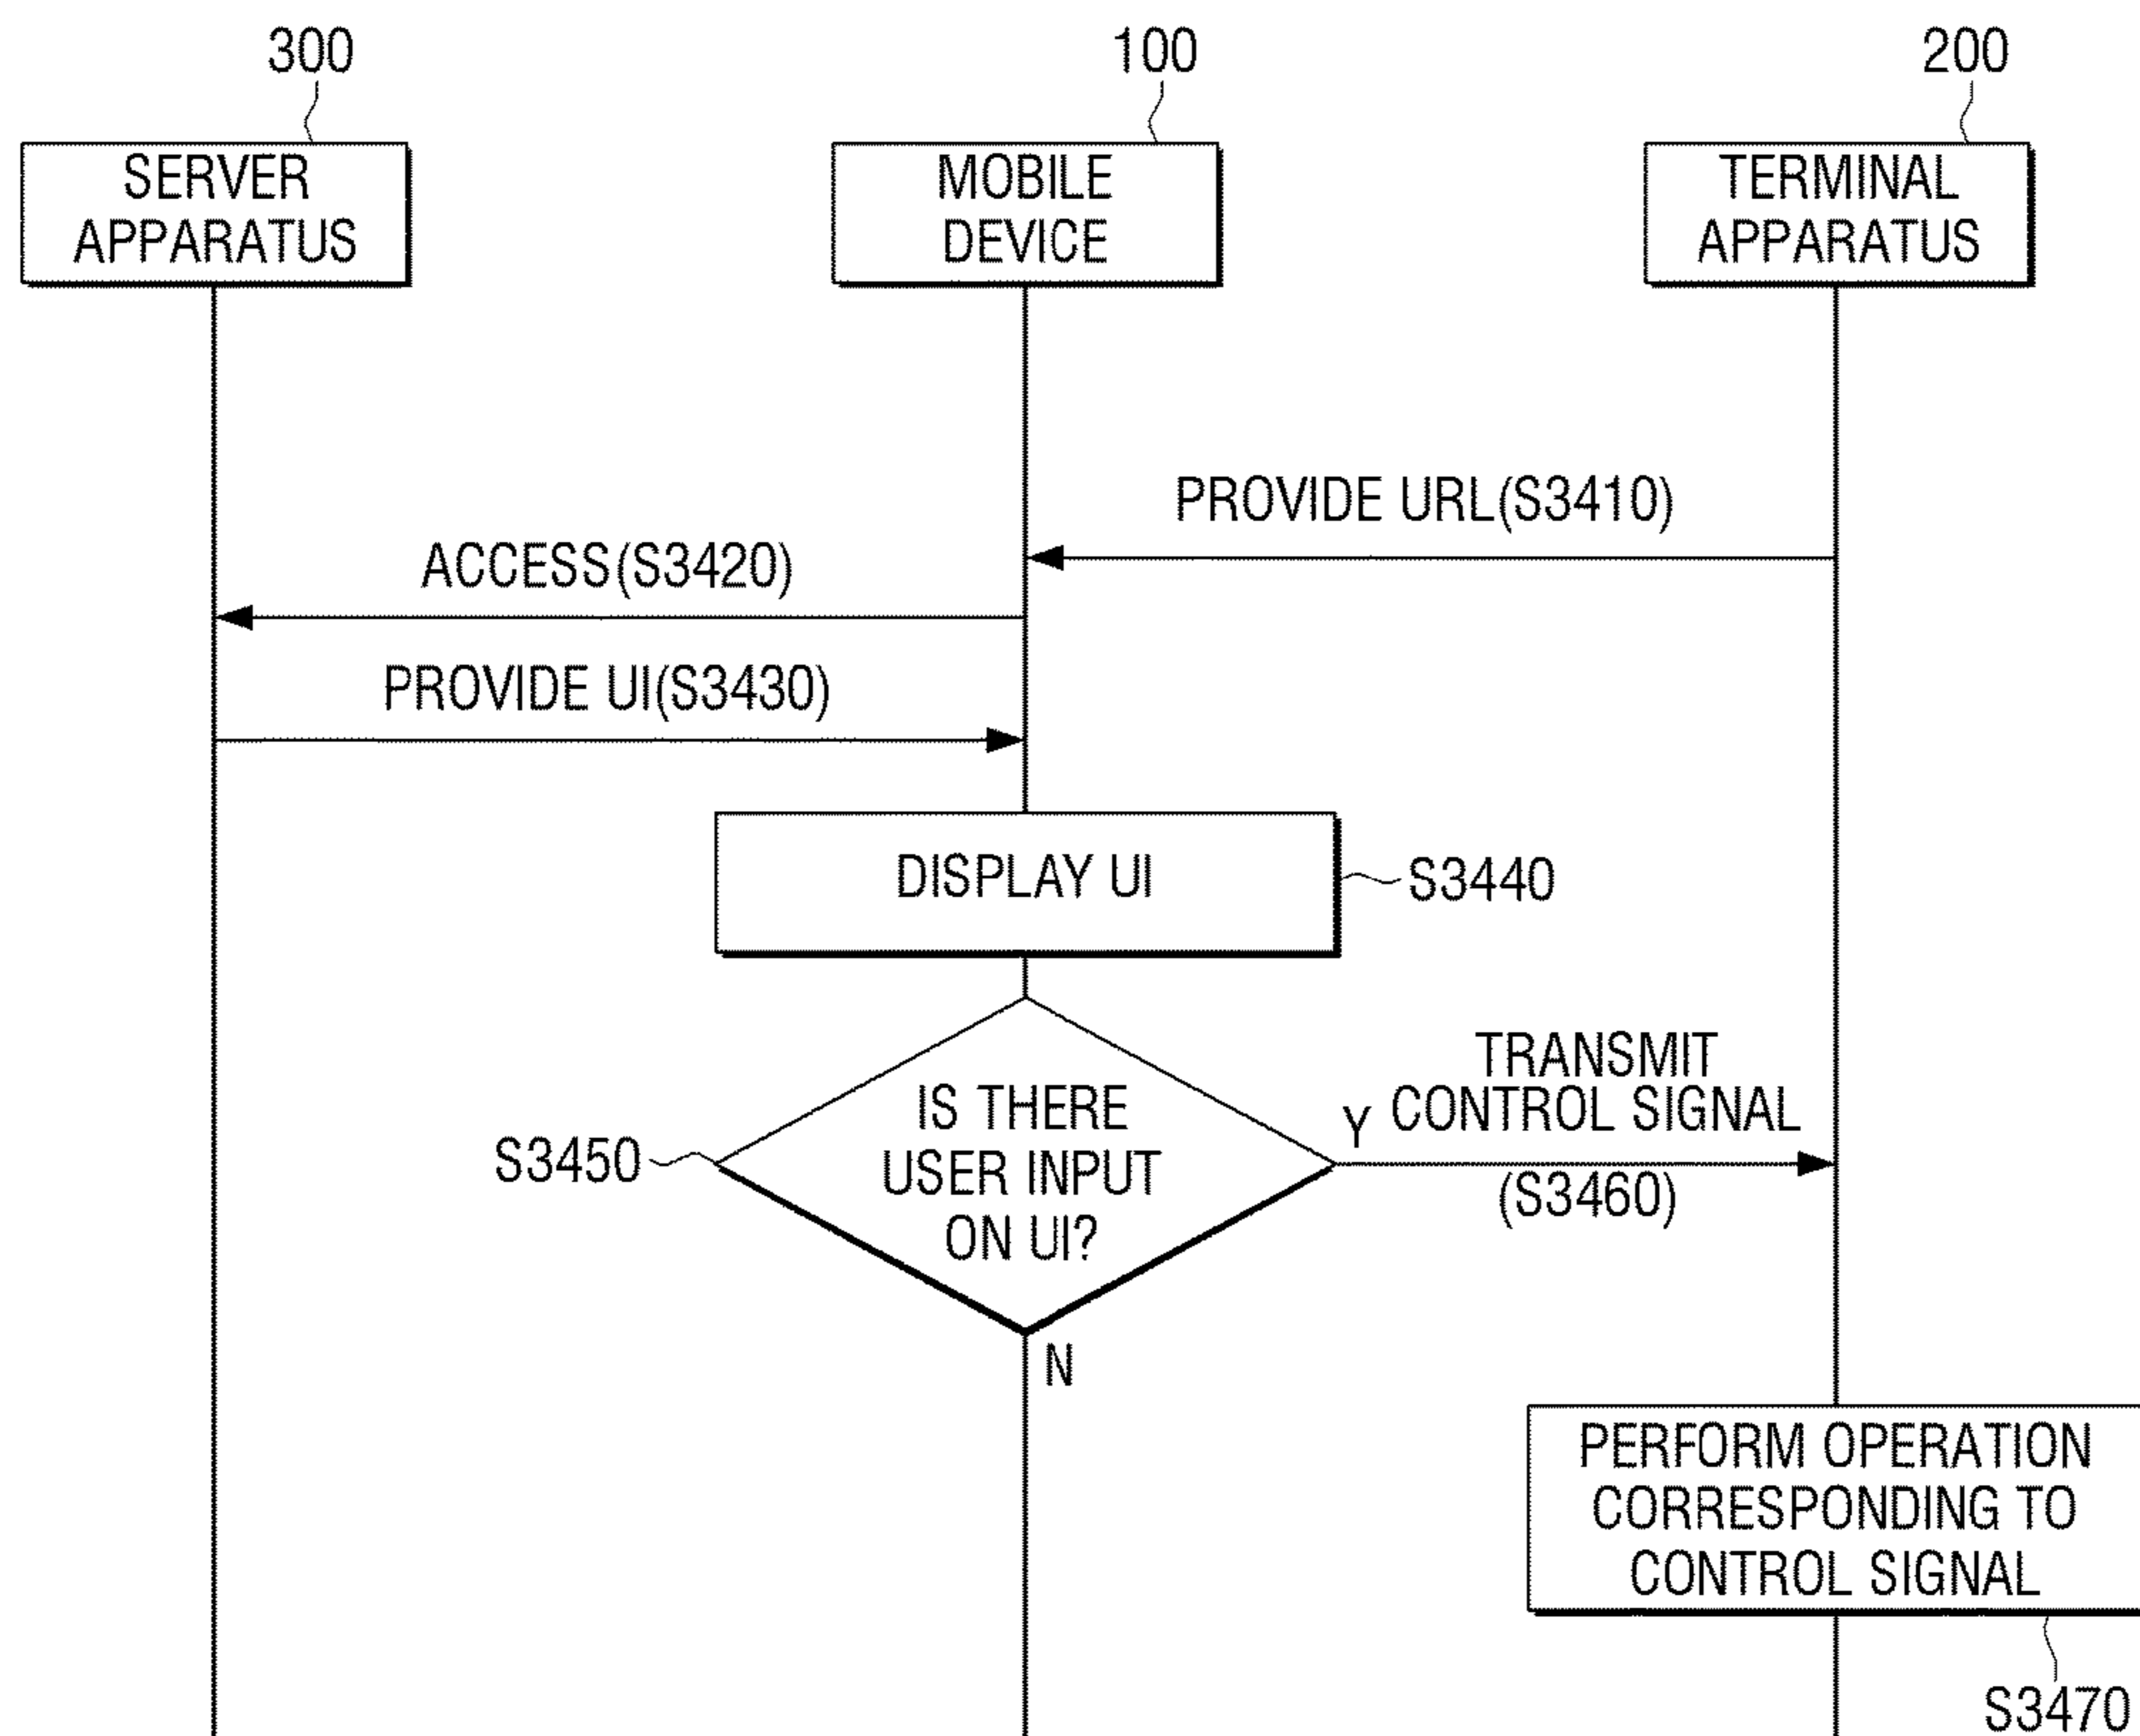 300
100
200
SERVER
APPARATUS
MOBILE
DEVICE
TERMINAL
APPARATUS
PROVIDE URL(S3410)
ACCESS(S3420)
PROVIDE UI(S3430)
DISPLAY UI
S3440
IS THERE
USER INPUT
ON UI?
S3450
Y
TRANSMIT
CONTROL SIGNAL
(S3460)
N
PERFORM OPERATION
CORRESPONDING TO
CONTROL SIGNAL
S3470